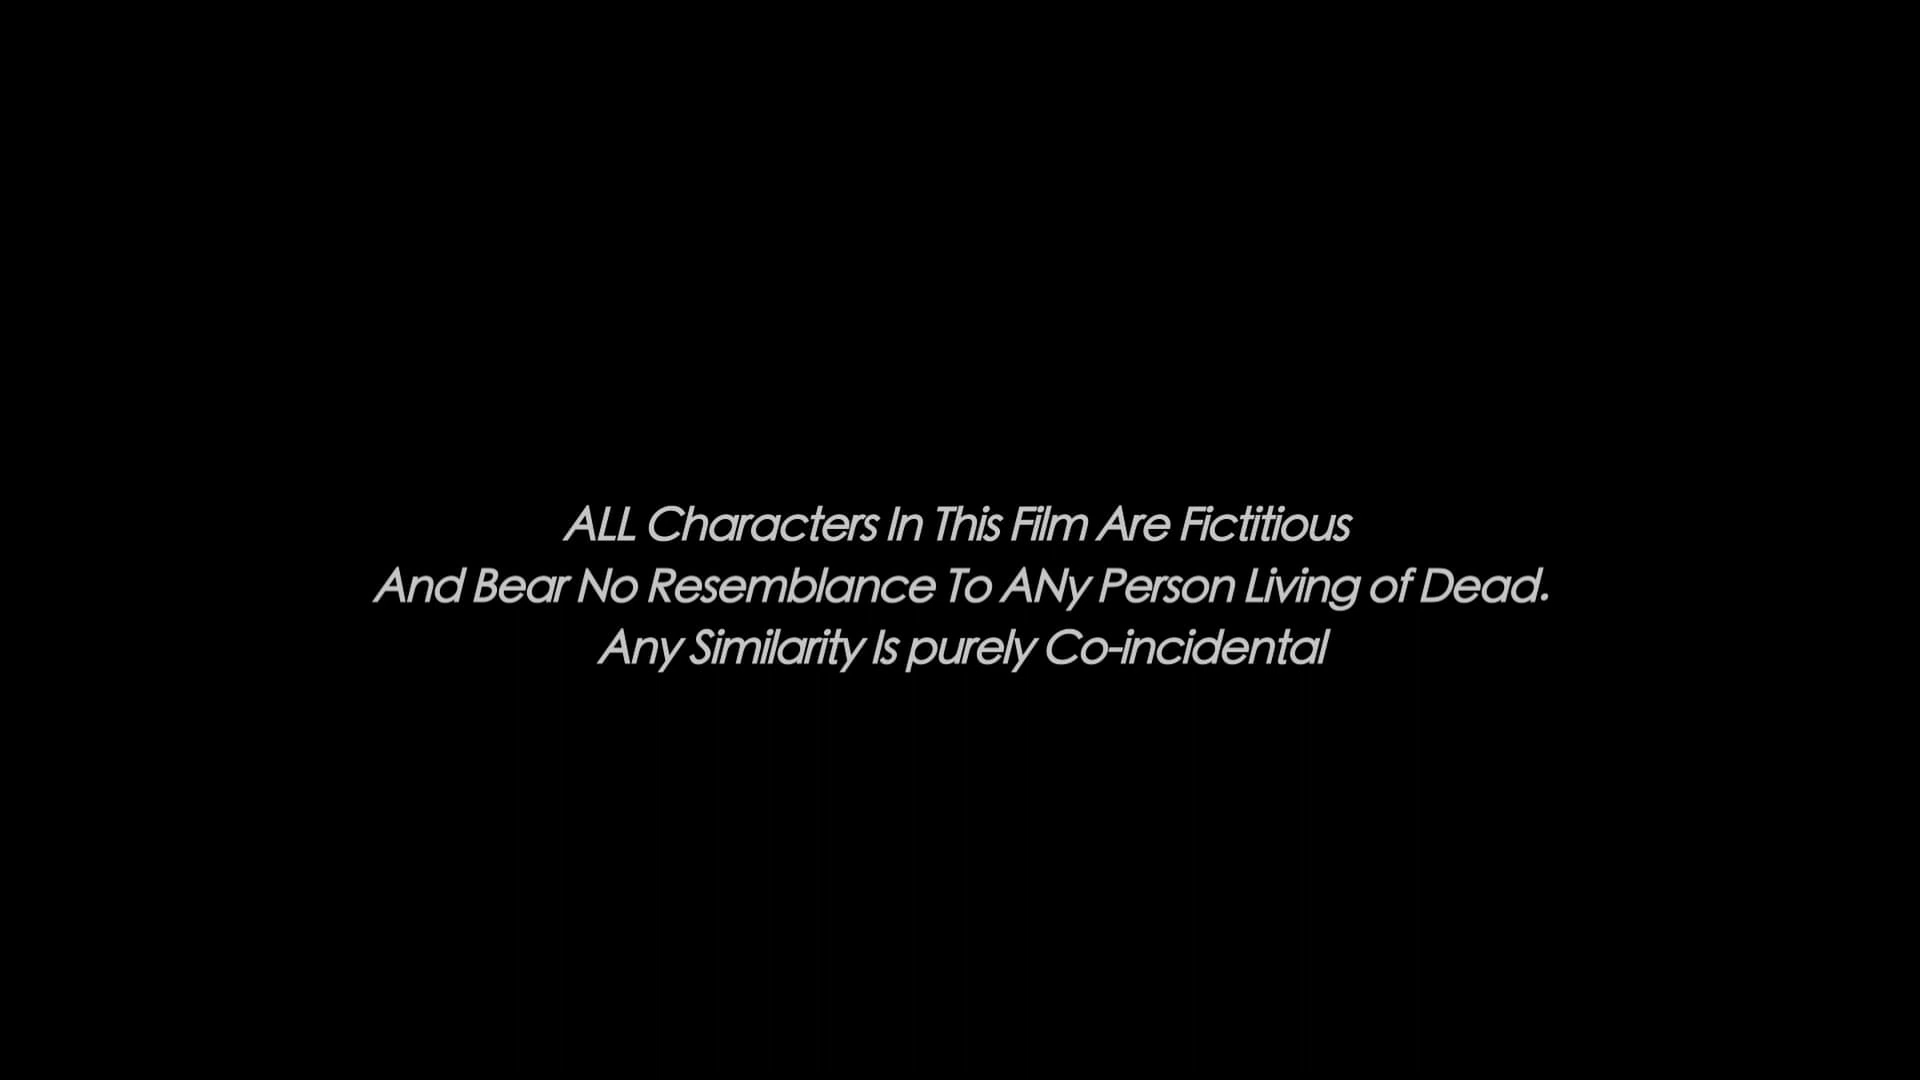 ALL Characters In This Film Are Fictitious
And Bear No Resemblance To ANy Person Living of Dead.
Any Similarity Is purely Co-incidental